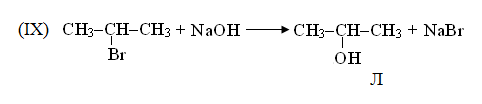 (IX) CH₃–CH–CH₃ + NaOH ⟶ CH₃–CH–CH₃ + NaBr
Br OH
Л